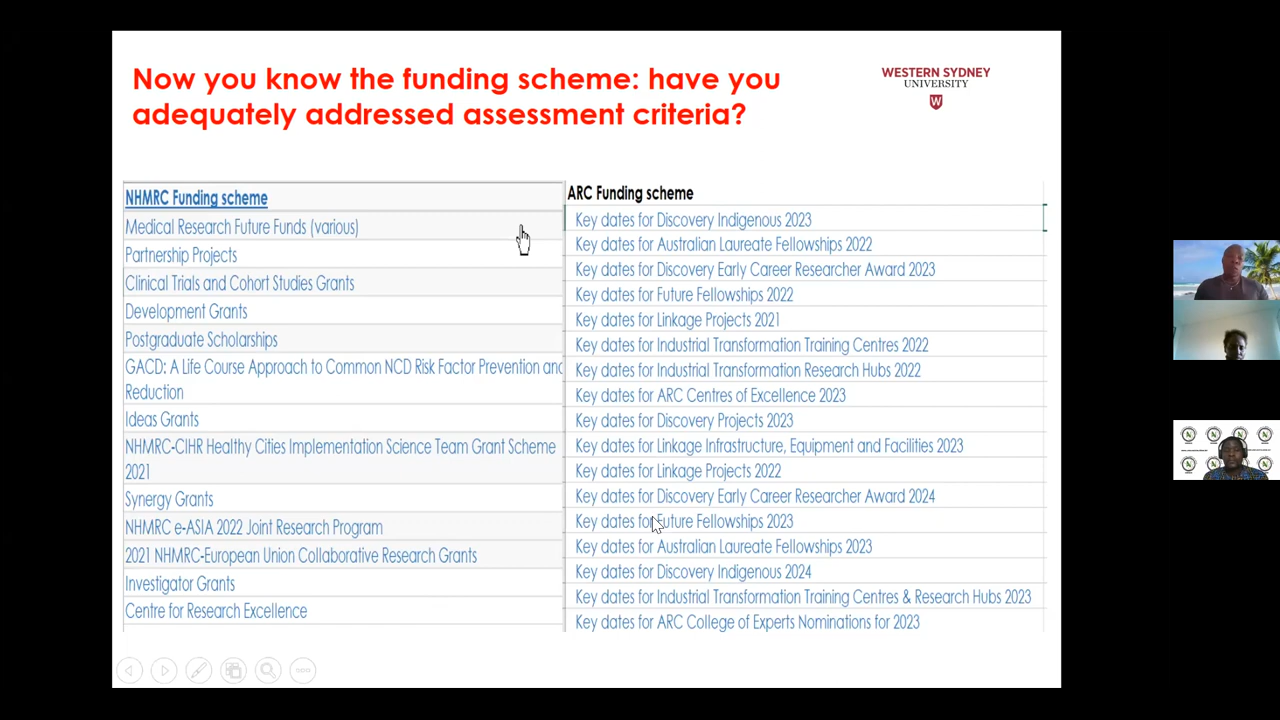 Now you know the funding scheme: have you
adequately addressed assessment criteria?
WESTERN SYDNEY
UNIVERSITY
W
NHMRC Funding scheme
Medical Research Future Funds (various)
Partnership Projects
Clinical Trials and Cohort Studies Grants
Development Grants
Postgraduate Scholarships
GACD: A Life Course Approach to Common NCD Risk Factor Prevention and
Reduction
Ideas Grants
NHMRC-CIHR Healthy Cities Implementation Science Team Grant Scheme
2021
Synergy Grants
NHMRC e-ASIA 2022 Joint Research Program
2021 NHMRC-European Union Collaborative Research Grants
Investigator Grants
Centre for Research Excellence
ARC Funding scheme
Key dates for Discovery Indigenous 2023
Key dates for Australian Laureate Fellowships 2022
Key dates for Discovery Early Career Researcher Award 2023
Key dates for Future Fellowships 2022
Key dates for Linkage Projects 2021
Key dates for Industrial Transformation Training Centres 2022
Key dates for Industrial Transformation Research Hubs 2022
Key dates for ARC Centres of Excellence 2023
Key dates for Discovery Projects 2023
Key dates for Linkage Infrastructure, Equipment and Facilities 2023
Key dates for Linkage Projects 2022
Key dates for Discovery Early Career Researcher Award 2024
Key dates for Future Fellowships 2023
Key dates for Australian Laureate Fellowships 2023
Key dates for Discovery Indigenous 2024
Key dates for Industrial Transformation Training Centres & Research Hubs 2023
Key dates for ARC College of Experts Nominations for 2023